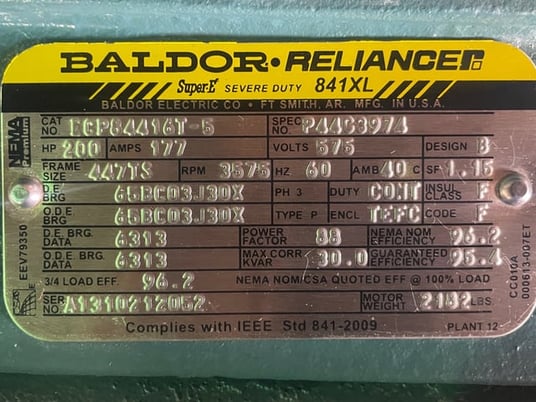 BALDOR•RELIANCER
Super-E® SEVERE DUTY 841XL
BALDOR ELECTRIC CO • FT SMITH, AR. MFG. IN U.S.A.
NEMA Premium
CAT NO. ECP84416T-5 SPEC NO. P44G3974
HP 200 AMPS 177 VOLTS 575 DESIGN B
FRAME SIZE 447TS RPM 3575 HZ 60 AMB 40 C SF 1.15
D.E. BRG 65BC03J30X PH 3 DUTY CONT INSUL CLASS F
O.D.E. BRG 65BC03J30X TYPE P ENCL TEFC CODE F
D.E. BRG. DATA 6313 POWER FACTOR 88 NEMA NOM EFFICIENCY 96.2
O.D.E. BRG. DATA 6313 MAX CORR KVAR 30.0 GUARANTEED EFFICIENCY 95.4
3/4 LOAD EFF 96.2 NEMA NOM/CSA QUOTED EFF @ 100% LOAD
SER NO. A1310212052 MOTOR WEIGHT LBS
Complies with IEEE Std 841-2009
PLANT 12
EEV79350
CC010A
000613-007ET